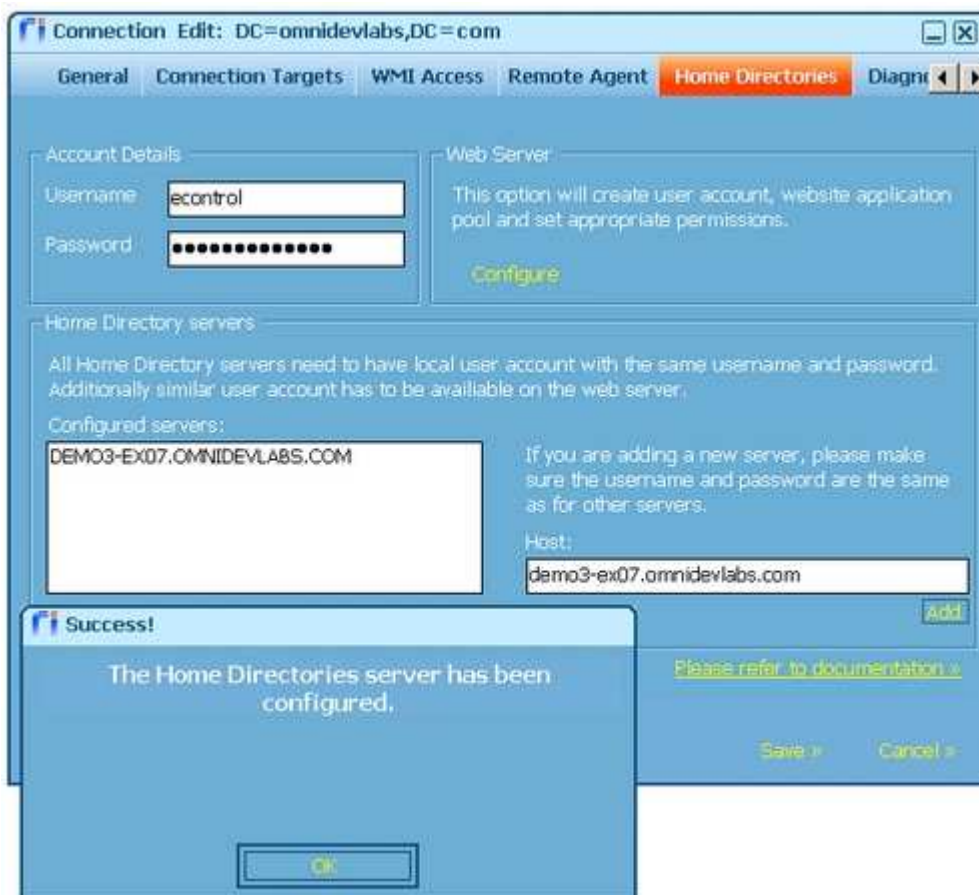 Connection Edit: DC=omnidevlabs,DC=com
General Connection Targets WMI Access Remote Agent Home Directories Diagn
Account Details
Username econtrol
Password ●●●●●●●●●●●●●
Web Server
This option will create user account, website application
pool and set appropriate permissions.
Configure
Home Directory servers
All Home Directory servers need to have local user account with the same username and password.
Additionally similar user account has to be availiable on the web server.
Configured servers:
DEMO3-EX07.OMNIDEVLABS.COM
If you are adding a new server, please make
sure the username and password are the same
as for other servers.
Host:
demo3-ex07.omnidevlabs.com
Add
Please refer to documentation »
Save »
Cancel »
Success!
The Home Directories server has been
configured.
OK